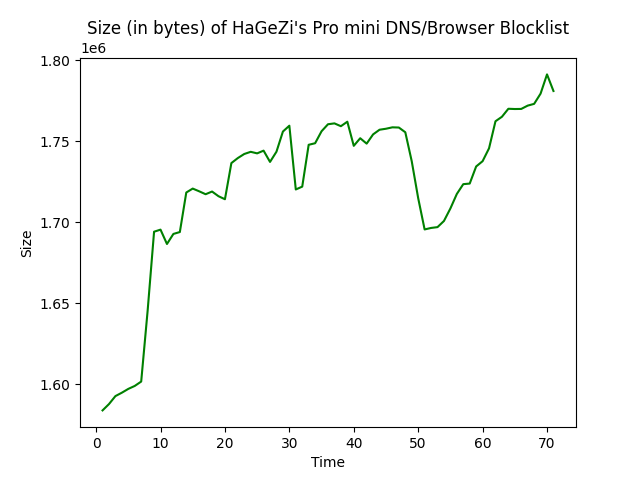 Size (in bytes) of HaGeZi's Pro mini DNS/Browser Blocklist
1e6
1.80
1.75
1.70
1.65
1.60
Size
0 10 20 30 40 50 60 70
Time